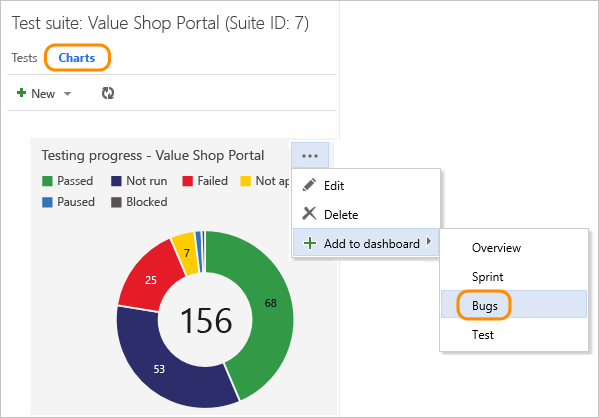 Test suite: Value Shop Portal (Suite ID: 7)
Tests Charts
New
Testing progress - Value Shop Portal
Passed Not run Failed Not ap
Paused Blocked
Edit
Delete
Add to dashboard
Overview
Sprint
Bugs
Test
7
25
68
156
53